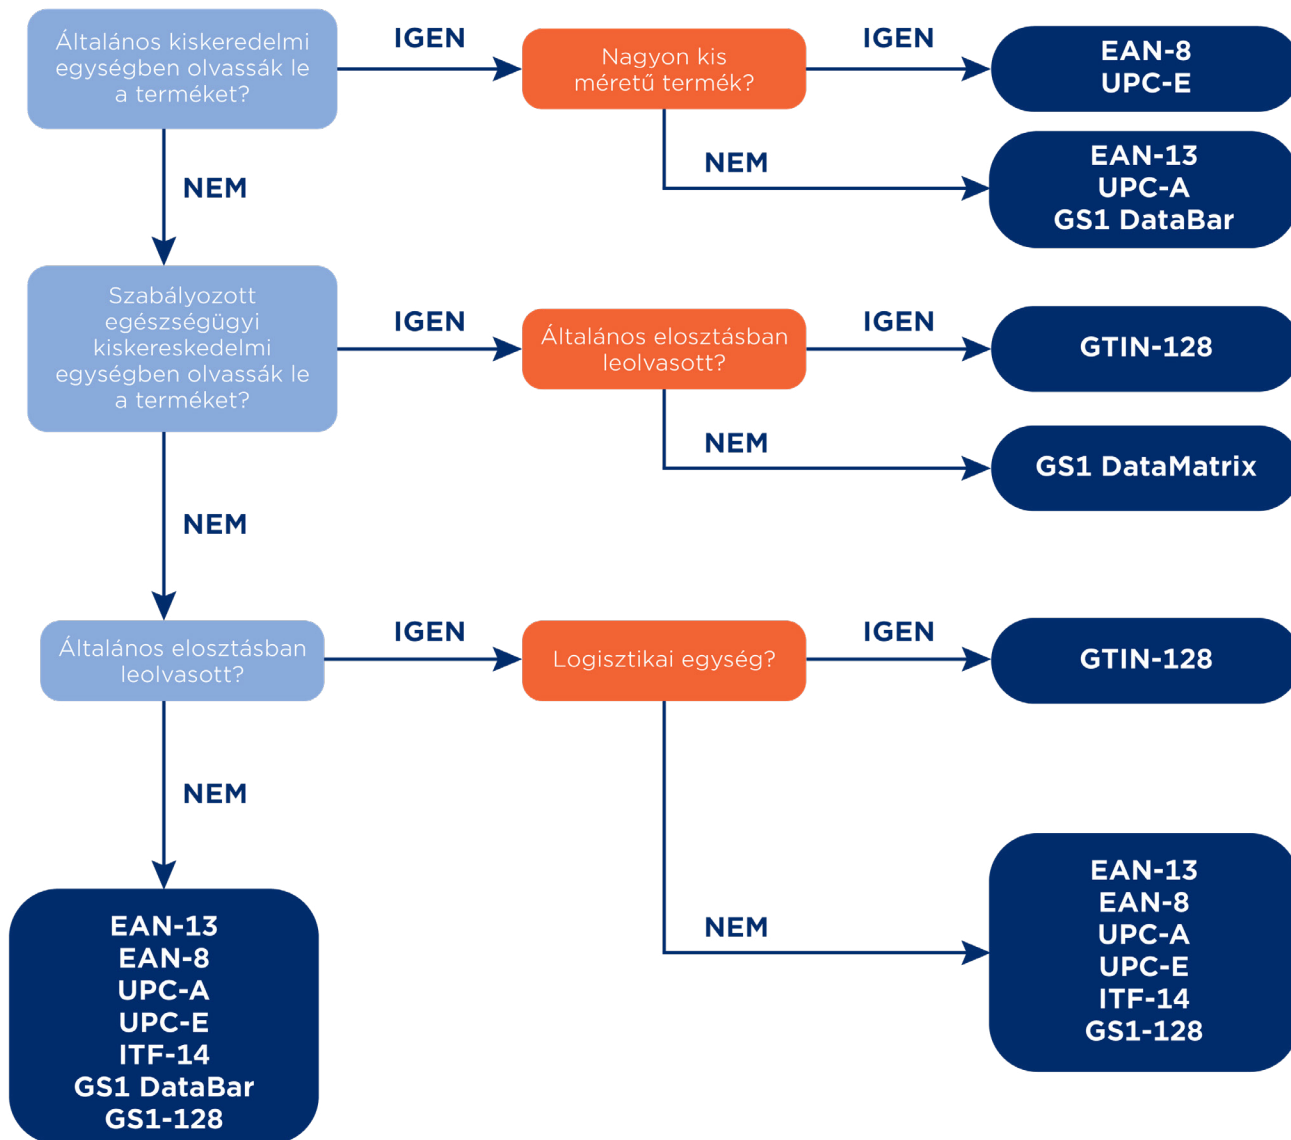 Általános kiskeredelmi
egységben olvassák le
a terméket?
IGEN
Nagyon kis
méretű termék?
IGEN
EAN-8
UPC-E
NEM
EAN-13
UPC-A
GS1 DataBar
NEM
Szabályozott
egészségügyi
kiskereskedelmi
egységben olvassák le
a terméket?
IGEN
Általános elosztásban
leolvasott?
IGEN
GTIN-128
NEM
GS1 DataMatrix
NEM
Általános elosztásban
leolvasott?
IGEN
Logisztikai egység?
IGEN
GTIN-128
NEM
EAN-13
EAN-8
UPC-A
UPC-E
ITF-14
GS1-128
NEM
EAN-13
EAN-8
UPC-A
UPC-E
ITF-14
GS1 DataBar
GS1-128